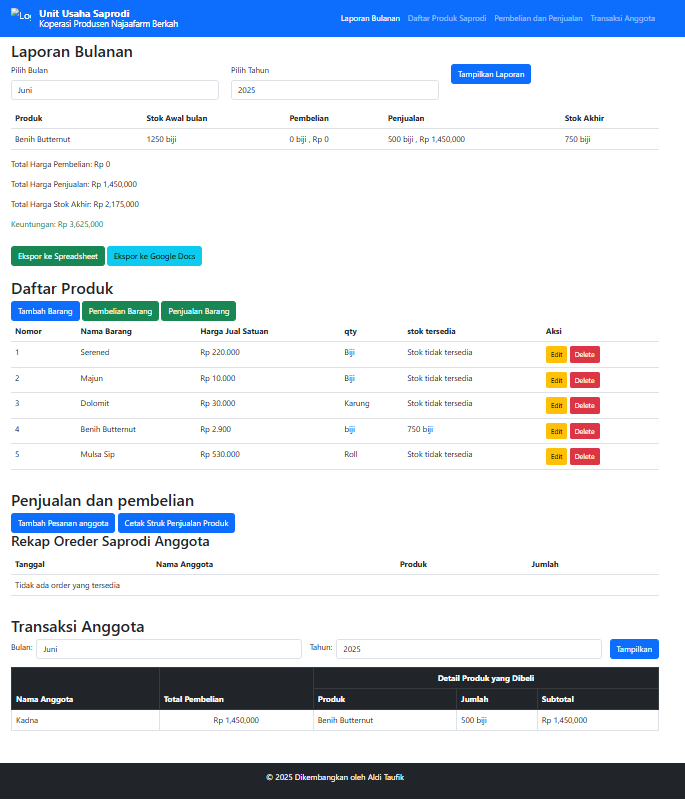 Unit Usaha Saprodi
Koperasi Produsen Najaafarm Berkah
Laporan Bulanan Daftar Produk Saprodi Pembelian dan Penjualan Transaksi Anggota
Laporan Bulanan
Pilih Bulan Pilih Tahun
Juni 2025 Tampilkan Laporan
Produk Stok Awal bulan Pembelian Penjualan Stok Akhir
Benih Butternut 1250 biji 0 biji , Rp 0 500 biji , Rp 1,450,000 750 biji
Total Harga Pembelian: Rp 0
Total Harga Penjualan: Rp 1,450,000
Total Harga Stok Akhir: Rp 2,175,000
Keuntungan: Rp 3,625,000
Ekspor ke Spreadsheet Ekspor ke Google Docs
Daftar Produk
Tambah Barang Pembelian Barang Penjualan Barang
Nomor Nama Barang Harga Jual Satuan qty stok tersedia Aksi
1 Serened Rp 220.000 Biji Stok tidak tersedia Edit Delete
2 Majun Rp 10.000 Biji Stok tidak tersedia Edit Delete
3 Dolomit Rp 30.000 Karung Stok tidak tersedia Edit Delete
4 Benih Butternut Rp 2.900 biji 750 biji Edit Delete
5 Mulsa Sip Rp 530.000 Roll Stok tidak tersedia Edit Delete
Penjualan dan pembelian
Tambah Pesanan anggota Cetak Struk Penjualan Produk
Rekap Oreder Saprodi Anggota
Tanggal Nama Anggota Produk Jumlah
Tidak ada order yang tersedia
Transaksi Anggota
Bulan: Juni Tahun: 2025 Tampilkan
Detail Produk yang Dibeli
Nama Anggota Total Pembelian Produk Jumlah Subtotal
Kadna Rp 1,450,000 Benih Butternut 500 biji Rp 1,450,000
© 2025 Dikembangkan oleh Aldi Taufik